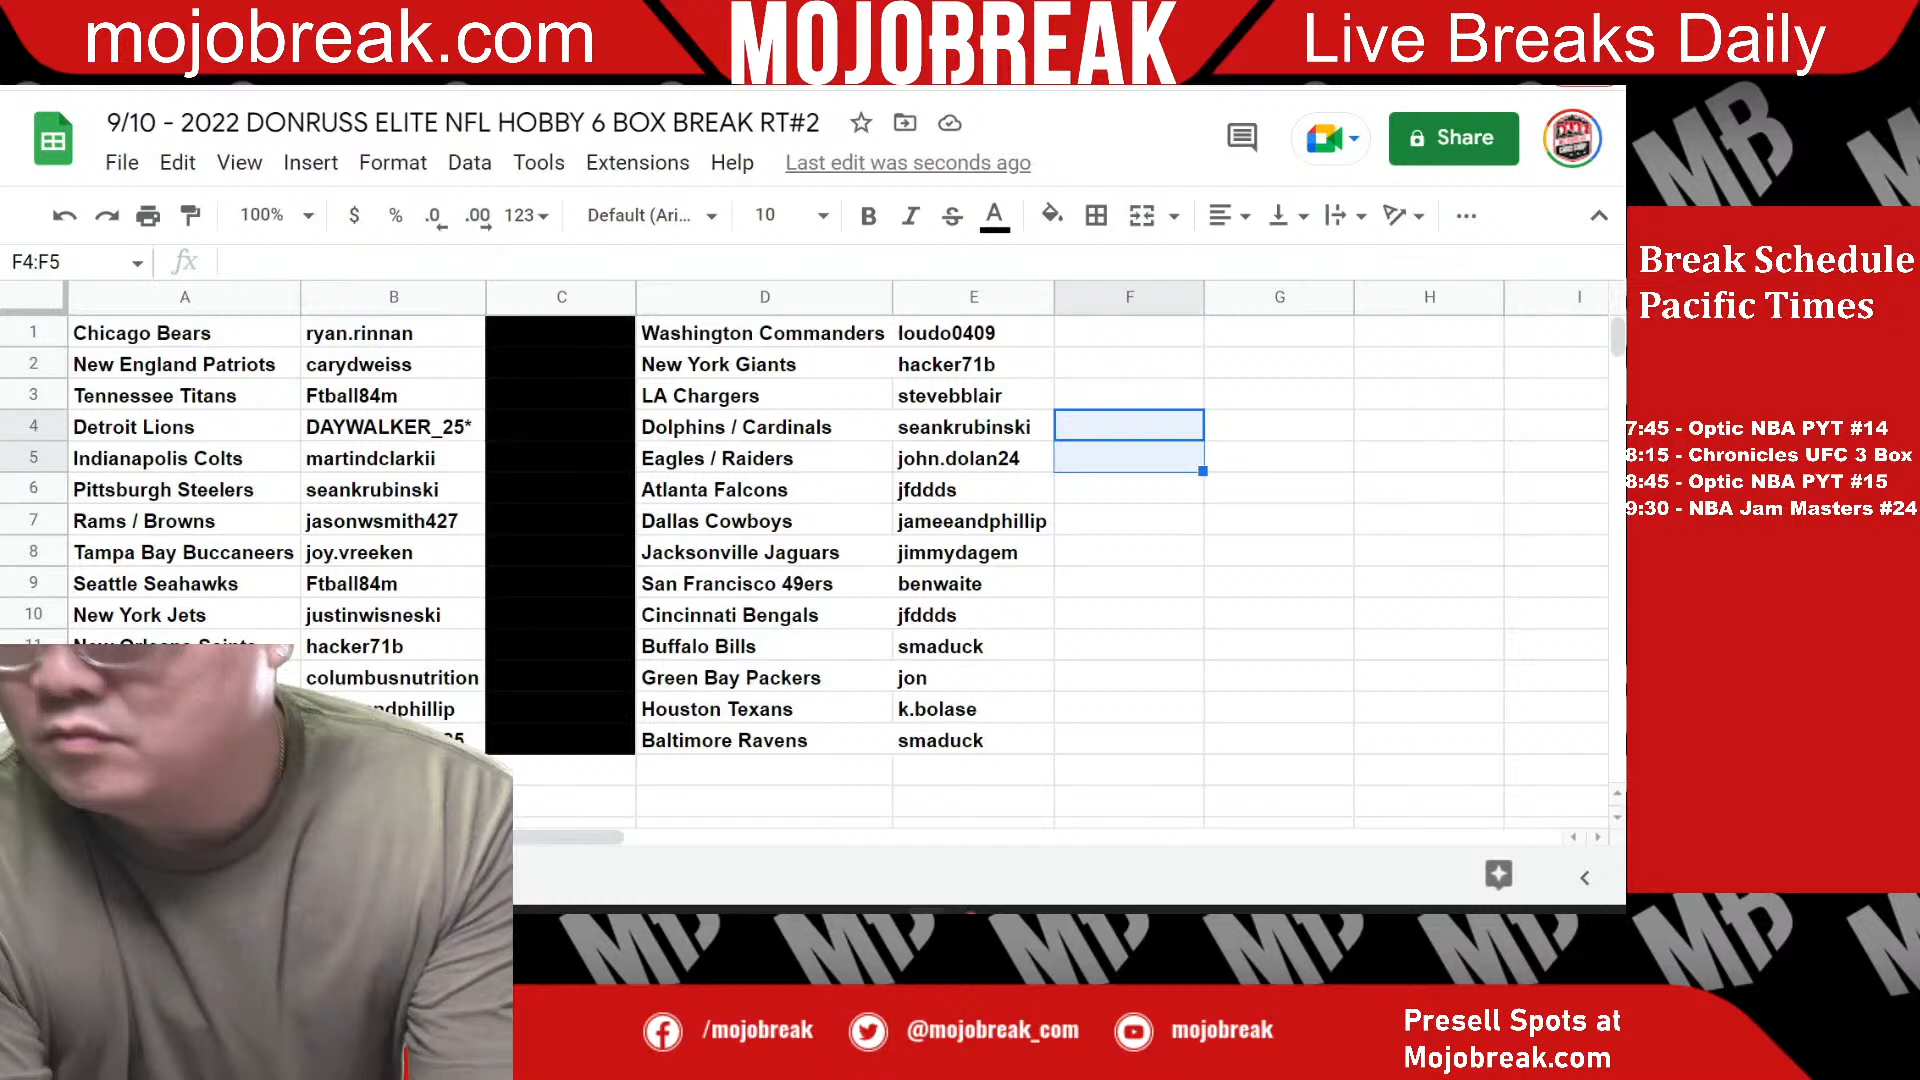 mojobreak.com
MOJOBREAK
Live Breaks Daily
9/10 - 2022 DONRUSS ELITE NFL HOBBY 6 BOX BREAK RT#2
Share
File Edit View Insert Format Data Tools Extensions Help Last edit was seconds ago
100% $ % .0 .00 123 Default (Ari... 10 B I S A
F4:F5 fx
A B C D E F G H I
1 Chicago Bears ryan.rinnan Washington Commanders loudo0409
2 New England Patriots carydweiss New York Giants hacker71b
3 Tennessee Titans Ftball84m LA Chargers stevebblair
4 Detroit Lions DAYWALKER_25* Dolphins / Cardinals seankrubinski
5 Indianapolis Colts martindclarkii Eagles / Raiders john.dolan24
6 Pittsburgh Steelers seankrubinski Atlanta Falcons jfddds
7 Rams / Browns jasonwsmith427 Dallas Cowboys jameeandphillip
8 Tampa Bay Buccaneers joy.vreeken Jacksonville Jaguars jimmydagem
9 Seattle Seahawks Ftball84m San Francisco 49ers benwaite
10 New York Jets justinwisneski Cincinnati Bengals jfddds
11 New Orleans Saints hacker71b Buffalo Bills smaduck
columbusnutrition Green Bay Packers jon
ndphillip Houston Texans k.bolase
Baltimore Ravens smaduck
Break Schedule
Pacific Times
7:45 - Optic NBA PYT #14
8:15 - Chronicles UFC 3 Box
8:45 - Optic NBA PYT #15
9:30 - NBA Jam Masters #24
/mojobreak @mojobreak_com mojobreak
Presell Spots at
Mojobreak.com